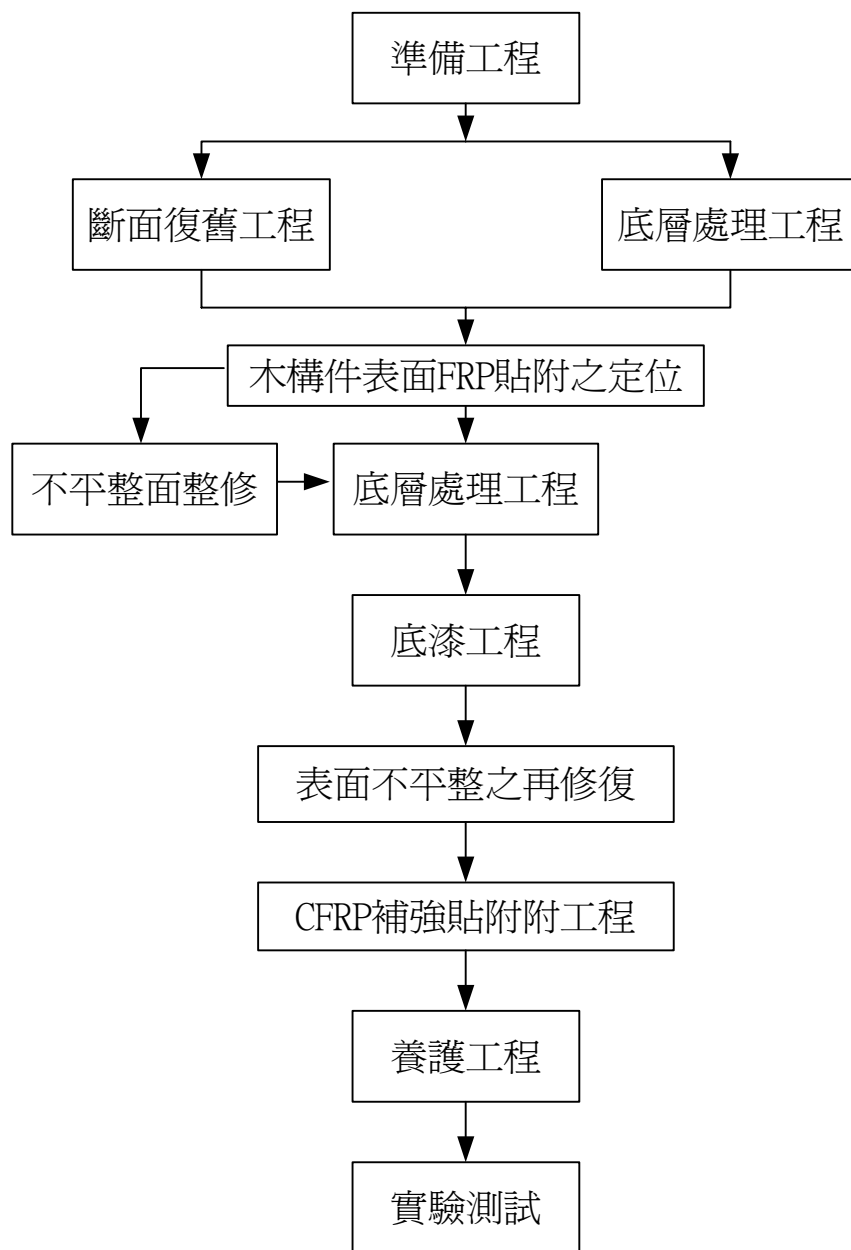 準備工程
斷面復舊工程
底層處理工程
木構件表面FRP貼附之定位
不平整面整修
底層處理工程
底漆工程
表面不平整之再修復
CFRP補強貼附附工程
養護工程
實驗測試